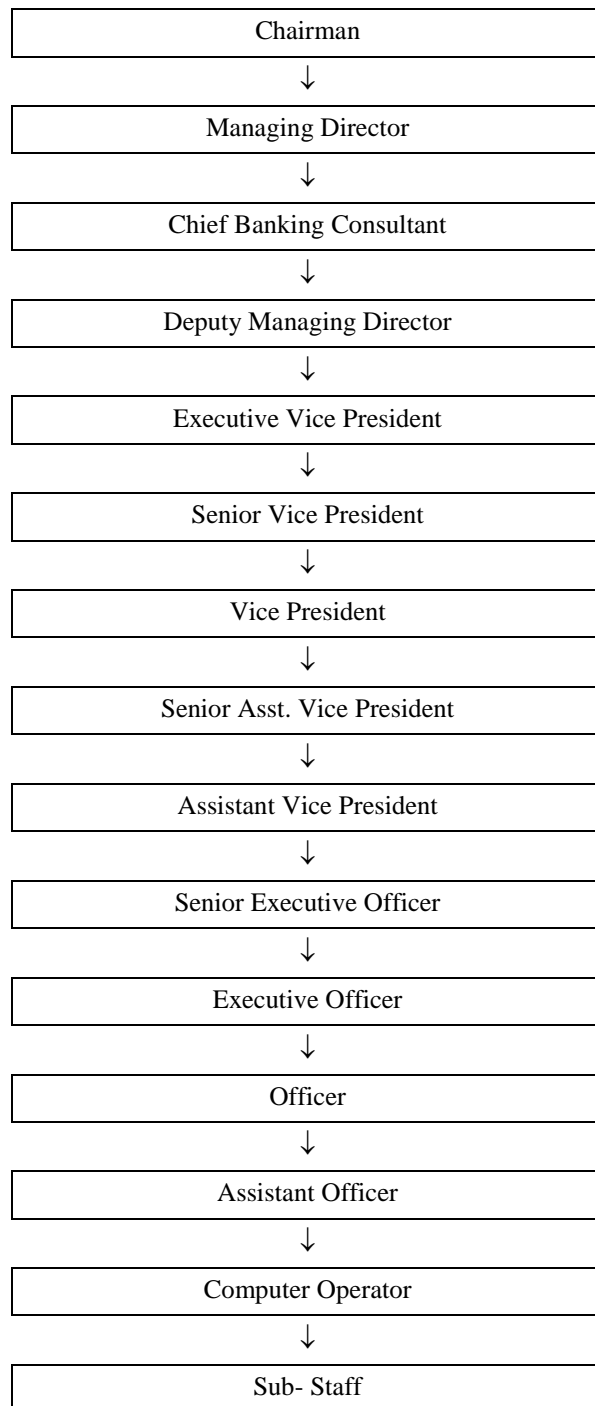 Chairman
↓
Managing Director
↓
Chief Banking Consultant
↓
Deputy Managing Director
↓
Executive Vice President
↓
Senior Vice President
↓
Vice President
↓
Senior Asst. Vice President
↓
Assistant Vice President
↓
Senior Executive Officer
↓
Executive Officer
↓
Officer
↓
Assistant Officer
↓
Computer Operator
↓
Sub- Staff